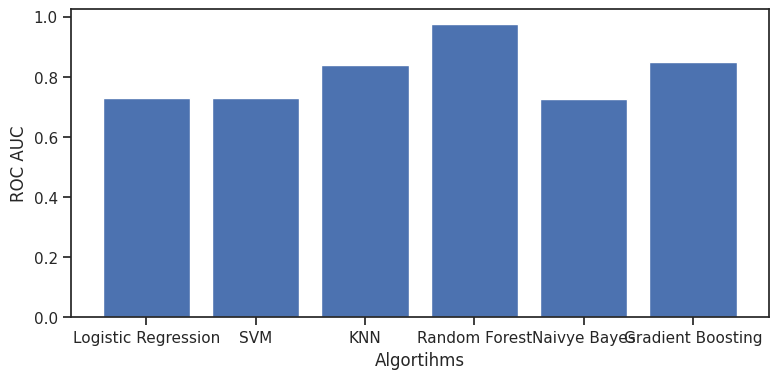 1.0
0.8
0.6
0.4
0.2
0.0
ROC AUC
Logistic Regression
SVM
KNN
Random Forest
Naivye Bayes
Gradient Boosting
Algortihms